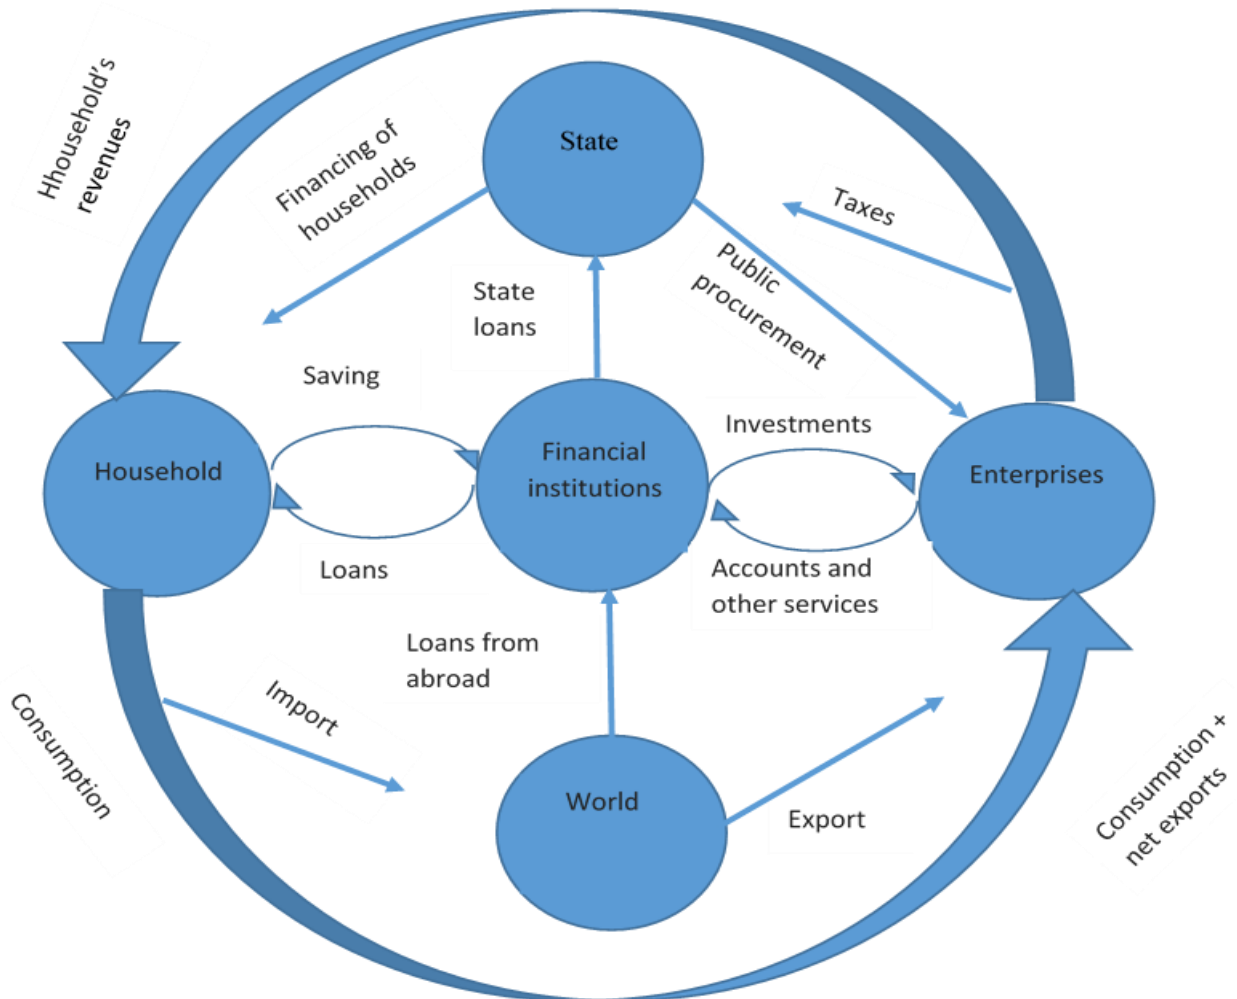 Hhousehold's
revenues
Financing of
households
State
Taxes
Public
procurement
State
loans
Saving
Investments
Household
Financial
institutions
Enterprises
Loans
Accounts and
other services
Loans from
abroad
Import
Consumption
World
Export
Consumption +
net exports